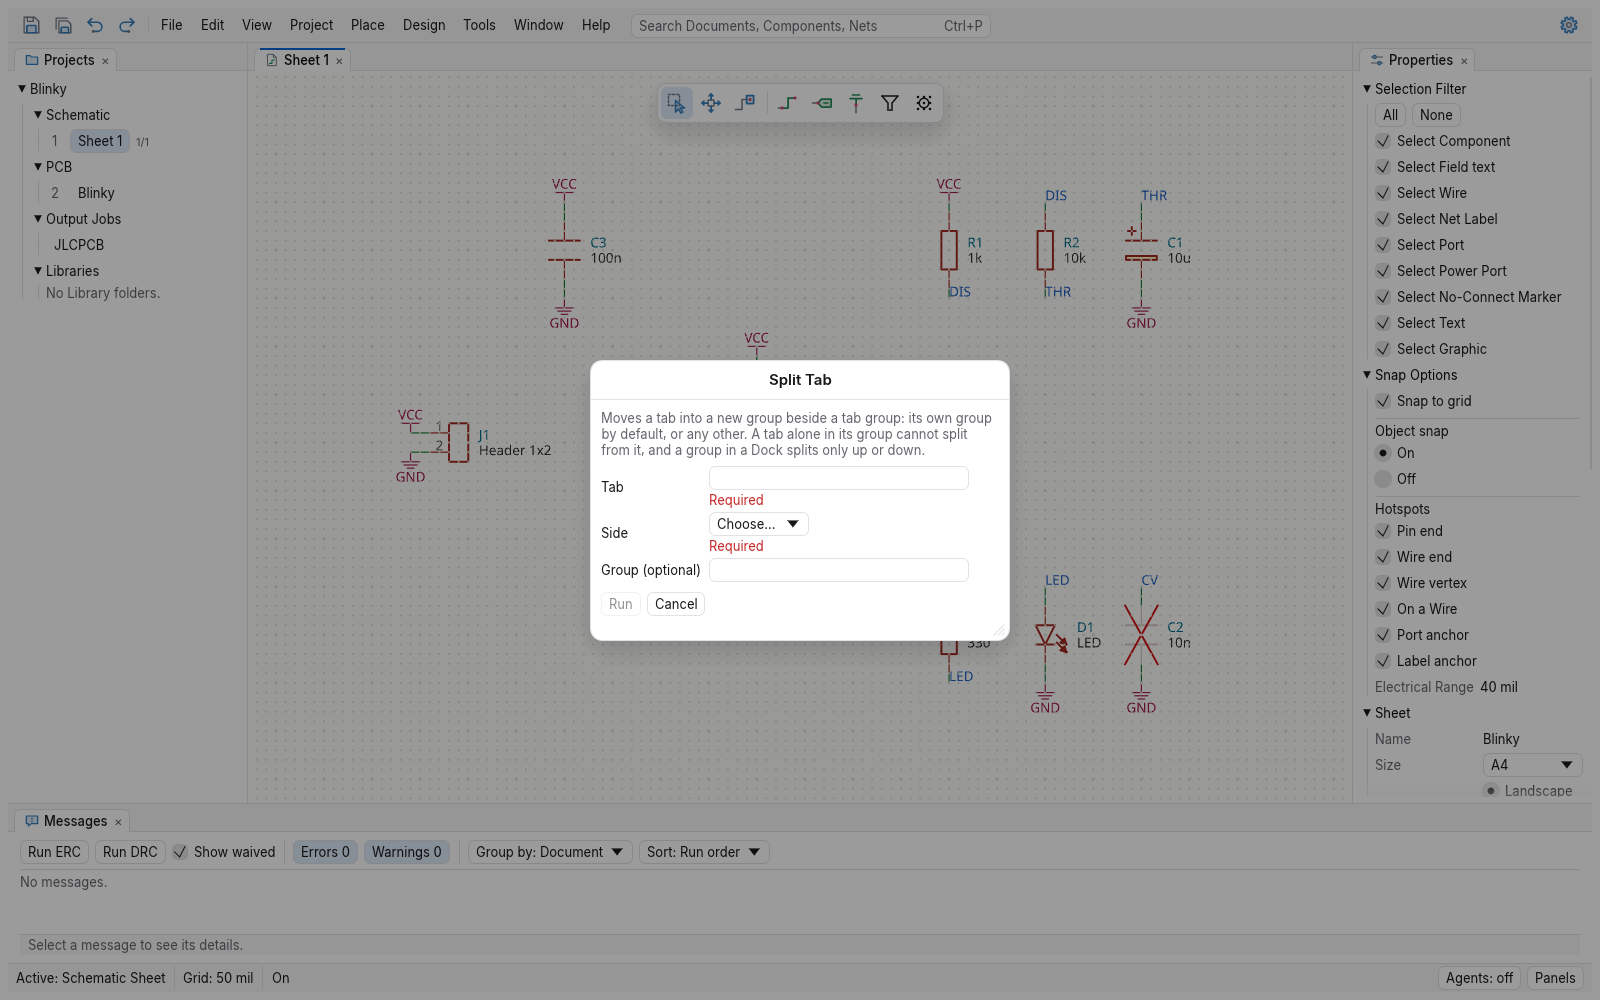 File Edit View Project Place Design Tools Window Help Search Documents, Components, Nets Ctrl+P
Projects ×
Sheet 1 ×
Properties ×
Blinky
Schematic
1 Sheet 1 1/1
PCB
2 Blinky
Output Jobs
JLCPCB
Libraries
No Library folders.
VCC
C3
100n
GND
VCC
R1
1k
DIS
DIS
R2
10k
THR
THR
C1
10u
GND
VCC
VCC
1
2
J1
Header 1x2
GND
Split Tab
Moves a tab into a new group beside a tab group: its own group
by default, or any other. A tab alone in its group cannot split
from it, and a group in a Dock splits only up or down.
Tab
Required
Side Choose...
Required
Group (optional)
Run Cancel
330
LED
LED
D1
LED
GND
CV
C2
10n
GND
Selection Filter
All None
Select Component
Select Field text
Select Wire
Select Net Label
Select Port
Select Power Port
Select No-Connect Marker
Select Text
Select Graphic
Snap Options
Snap to grid
Object snap
On
Off
Hotspots
Pin end
Wire end
Wire vertex
On a Wire
Port anchor
Label anchor
Electrical Range 40 mil
Sheet
Name Blinky
Size A4
Landscape
Messages ×
Run ERC Run DRC Show waived Errors 0 Warnings 0 Group by: Document Sort: Run order
No messages.
Select a message to see its details.
Active: Schematic Sheet Grid: 50 mil On Agents: off Panels